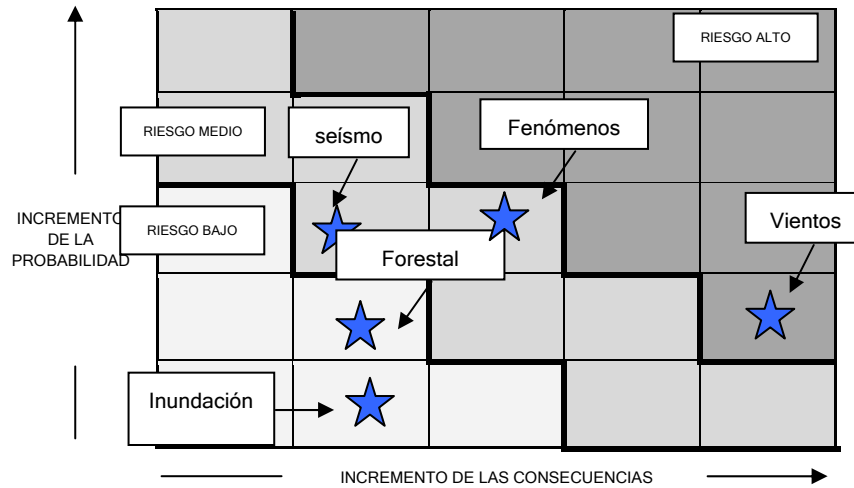 RIESGO ALTO
RIESGO MEDIO
seísmo
Fenómenos
INCREMENTO
DE LA
PROBABILIDAD
RIESGO BAJO
Forestal
Vientos
Inundación
INCREMENTO DE LAS CONSECUENCIAS